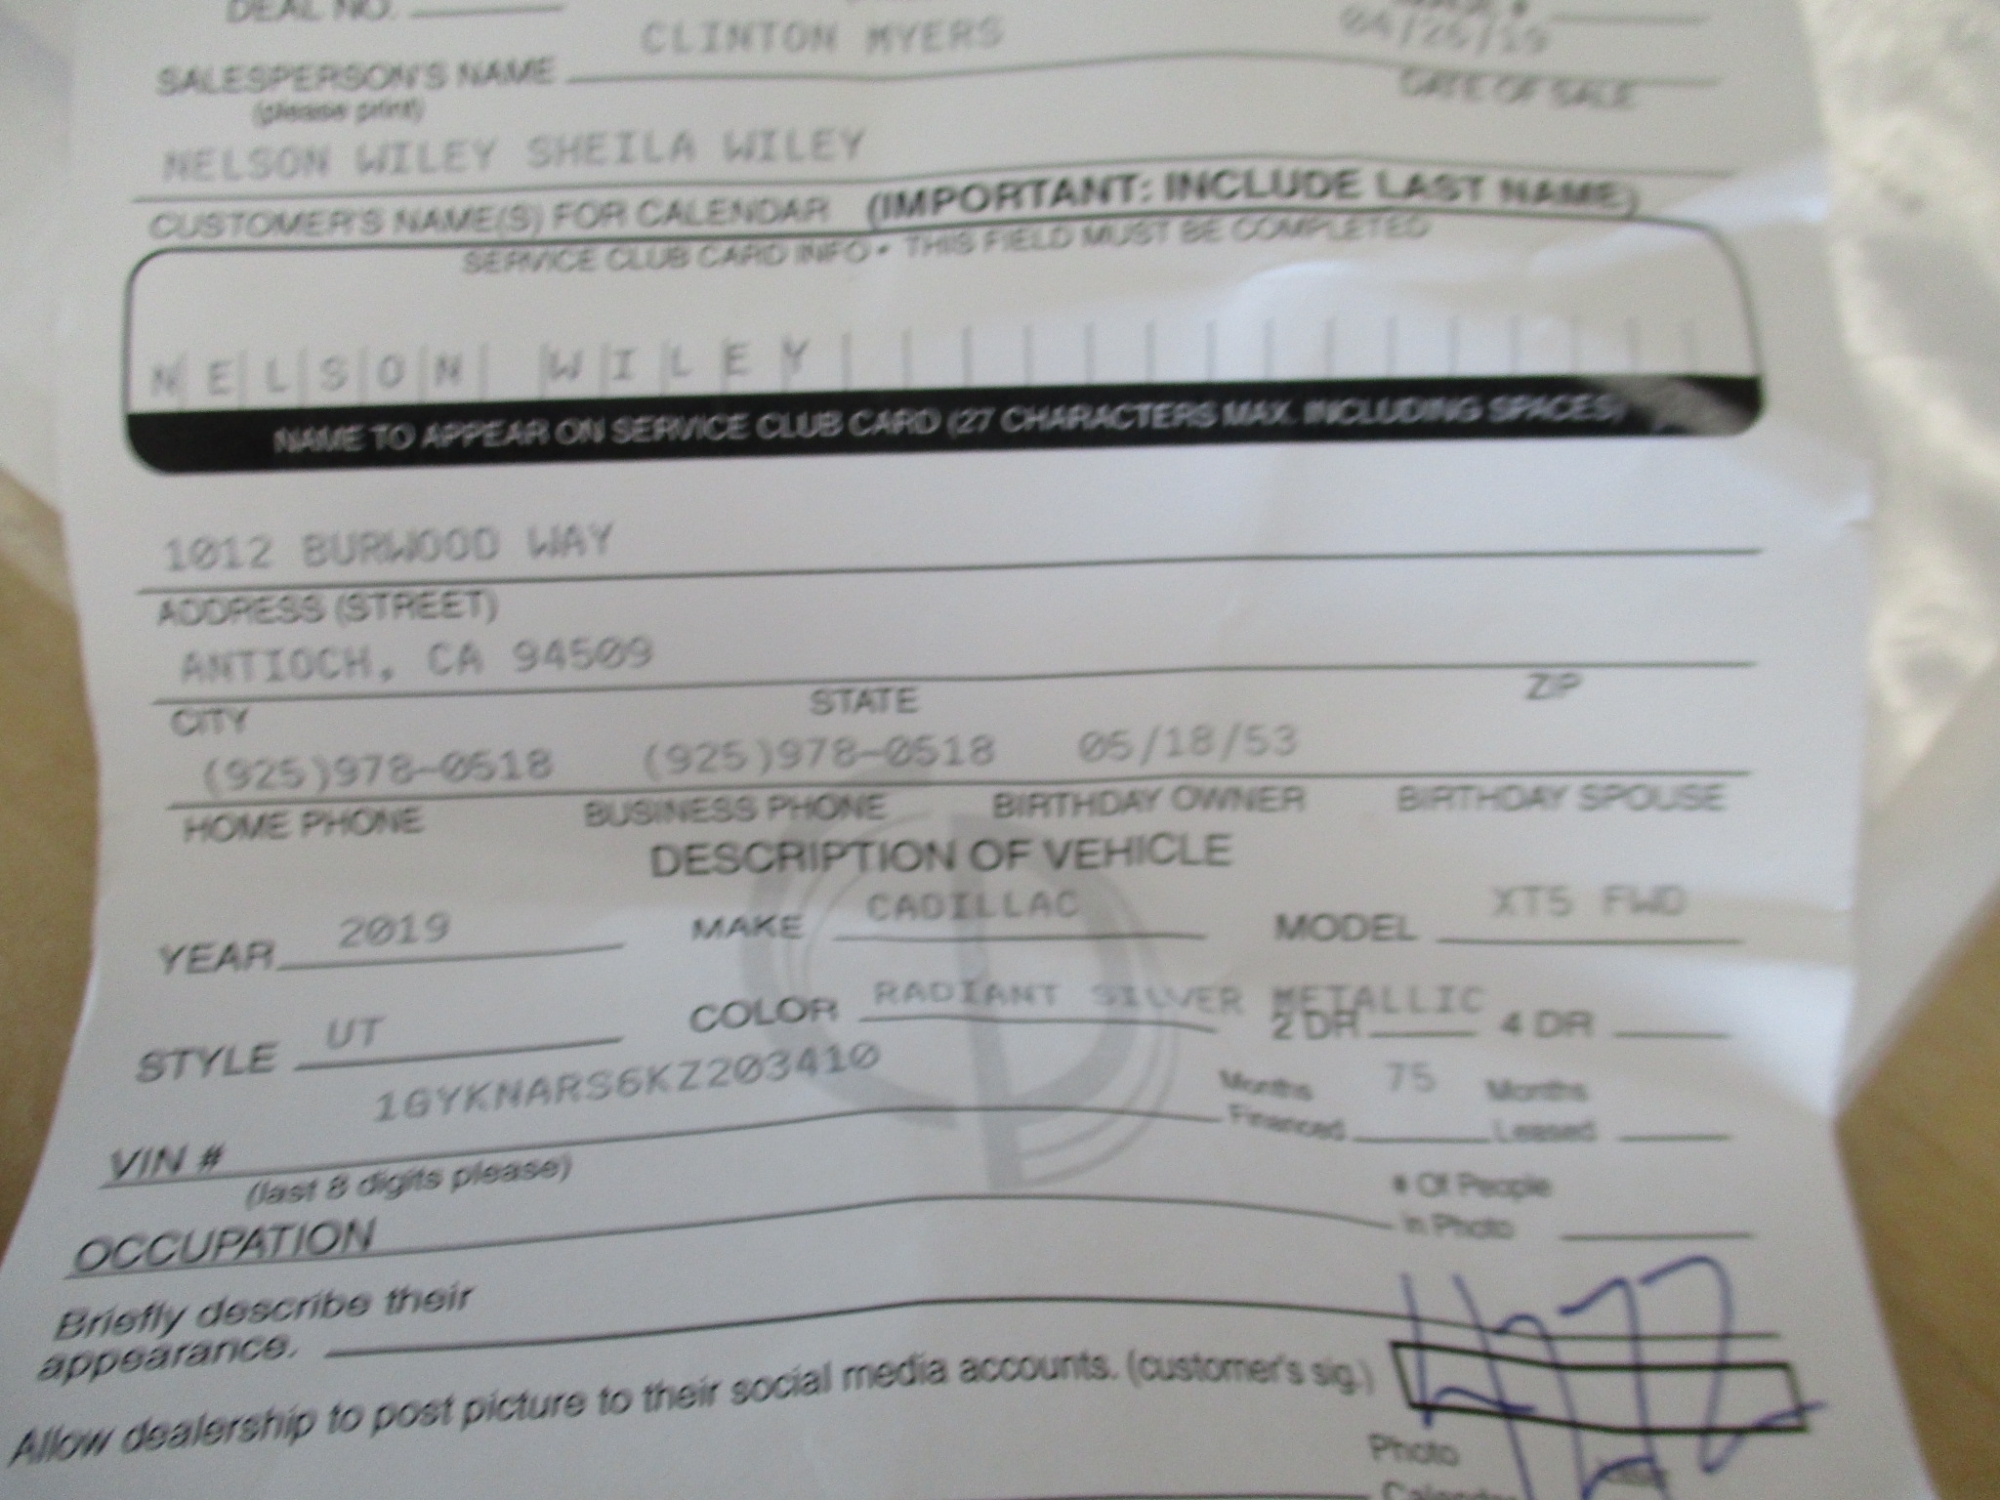 DEAL NO.
CLINTON MYERS 04/26/19
SALESPERSON'S NAME DATE OF SALE
(please print)
NELSON WILEY SHEILA WILEY
CUSTOMER'S NAME(S) FOR CALENDAR (IMPORTANT: INCLUDE LAST NAME)
SERVICE CLUB CARD INFO • THIS FIELD MUST BE COMPLETED
NELSON WILEY
NAME TO APPEAR ON SERVICE CLUB CARD (27 CHARACTERS MAX. INCLUDING SPACES)
1012 BURWOOD WAY
ADDRESS (STREET)
ANTIOCH, CA 94509
CITY STATE ZIP
(925)978-0518 (925)978-0518 05/18/53
HOME PHONE BUSINESS PHONE BIRTHDAY OWNER BIRTHDAY SPOUSE
DESCRIPTION OF VEHICLE
YEAR 2019 MAKE CADILLAC MODEL XT5 FWD
STYLE UT COLOR RADIANT SILVER METALLIC 2 DR 4 DR
VIN # 1GYKNARS6KZ203410 Months Financed 75 Months Leased
(last 8 digits please)
OCCUPATION # Of People in Photo
Briefly describe their
appearance.
Allow dealership to post picture to their social media accounts. (customer's sig.)
Photo